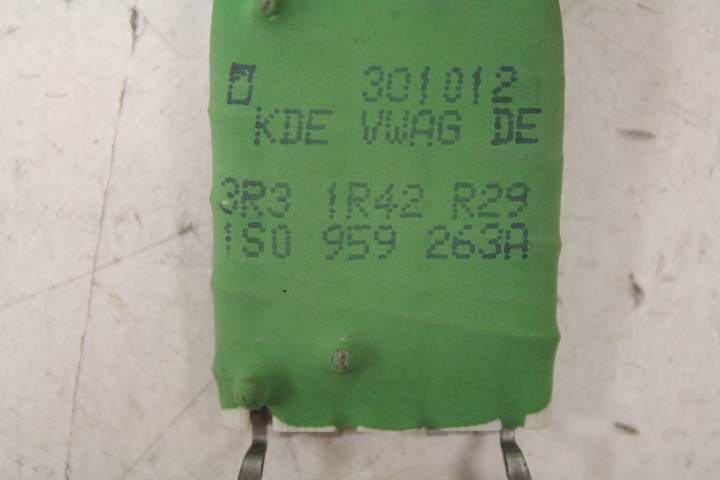 301012
KDE VWAG DE
3R3 1R42 R29
1S0 959 263A